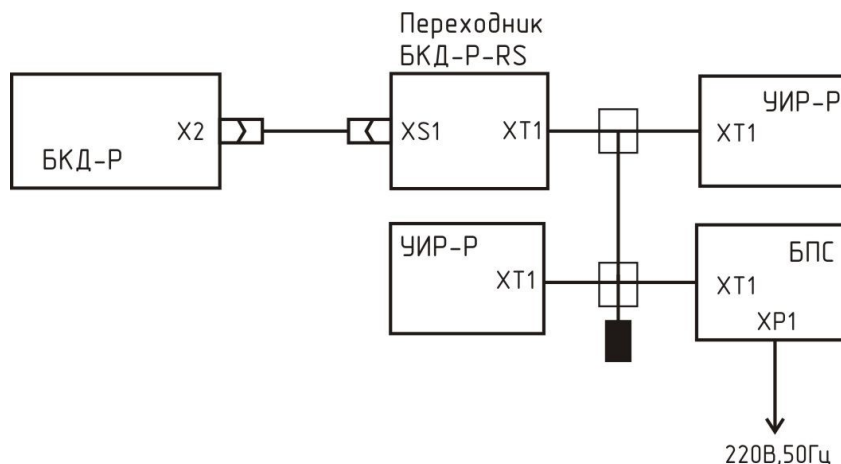 Переходник
БКД-Р-RS
УИР-Р
X2
XS1
XT1
XT1
БКД-Р
УИР-Р
БПС
XT1
XT1
XP1
220В,50Гц